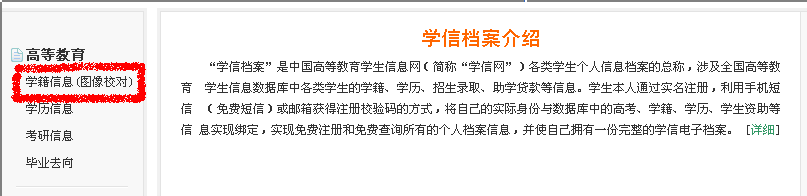 高等教育
学籍信息(图像校对)
学历信息
考研信息
毕业去向
学信档案介绍
“学信档案”是中国高等教育学生信息网(简称“学信网”)各类学生个人信息档案的总称,涉及全国高等教
育 学生信息数据库中各类学生的学籍、学历、招生录取、助学贷款等信息。学生本人通过实名注册,利用手机短
信 (免费短信)或邮箱获得注册校验码的方式,将自己的实际身份与数据库中的高考、学籍、学历、学生资助等
信 息实现绑定,实现免费注册和免费查询所有的个人档案信息,并使自己拥有一份完整的学信电子档案。 [详细]